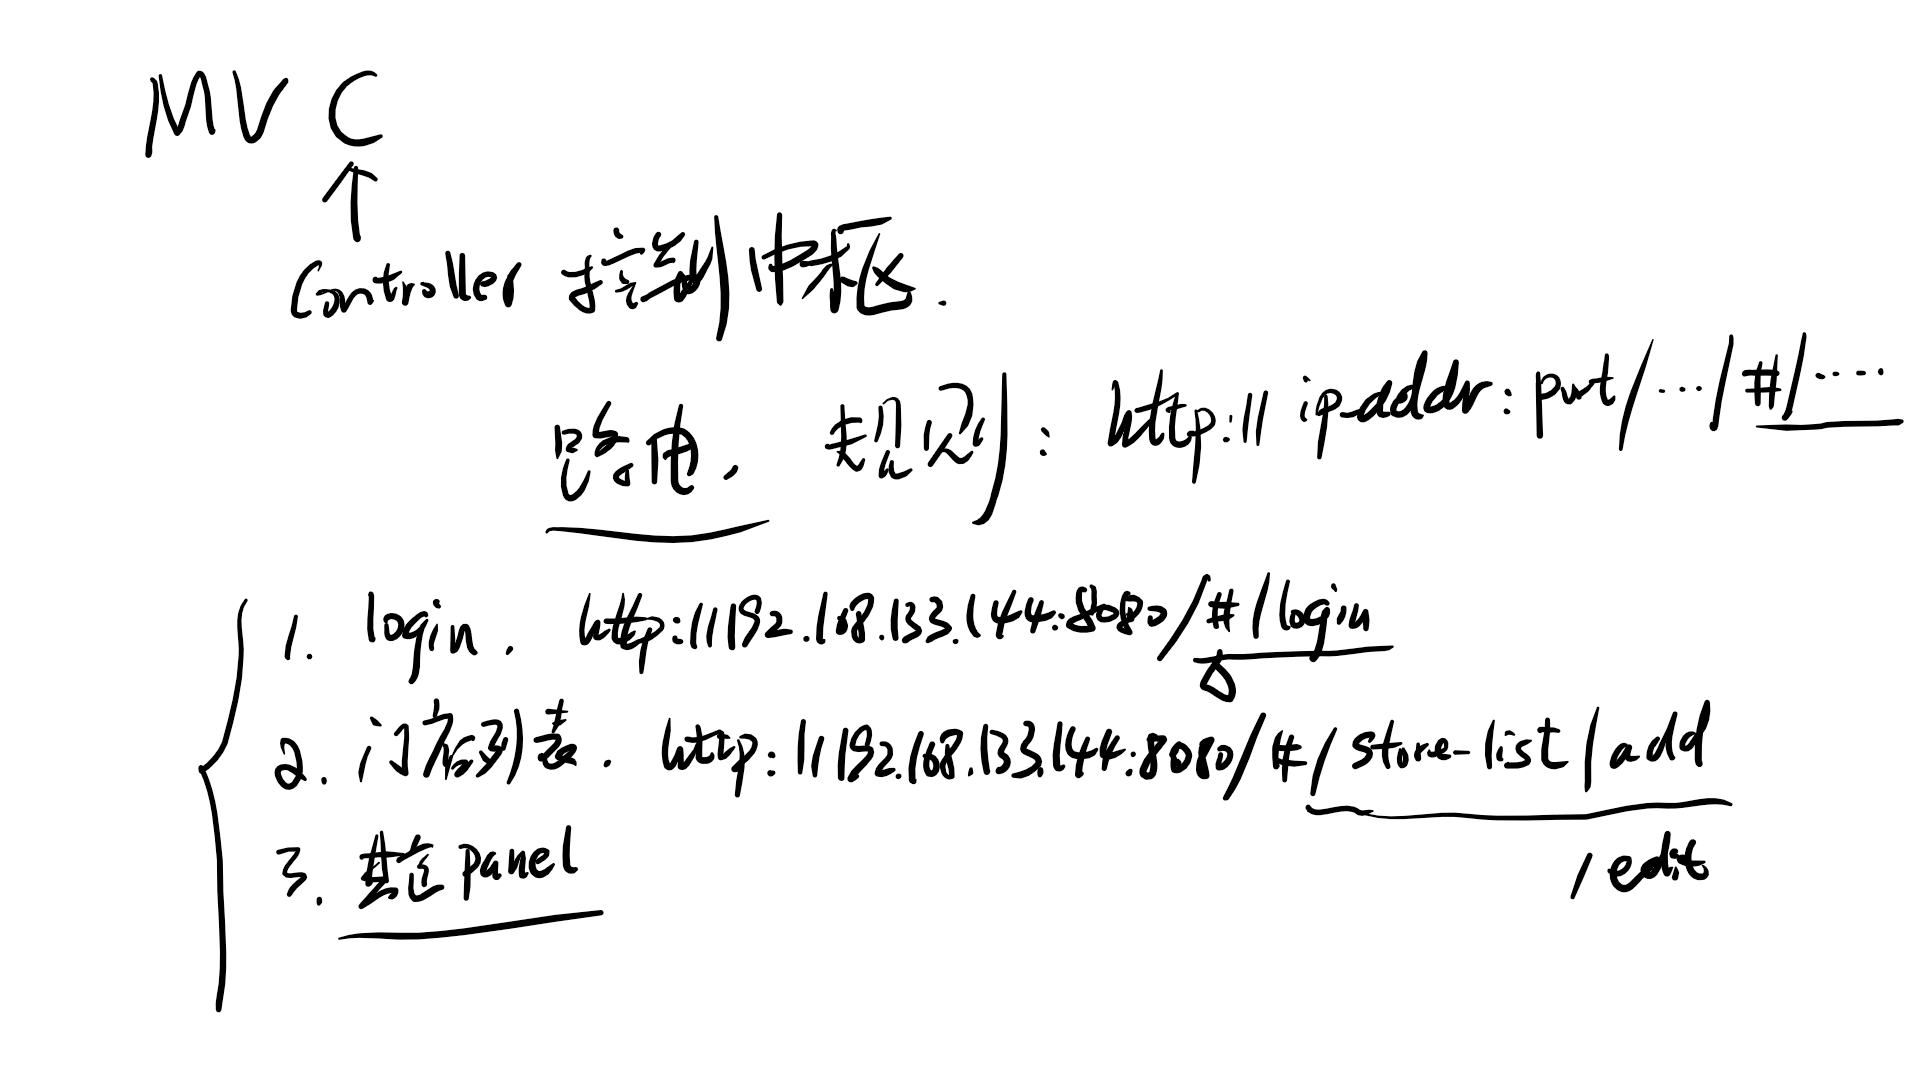 MVC
↑
Controller 控制中枢.
路由, 规则: http://ip-addr:port/.../#/.....
1. login. http://192.168.133.144:8080/#/login
2. 门店列表. http://192.168.133.144:8080/#/store-list/add
/edit
3. 基础 panel